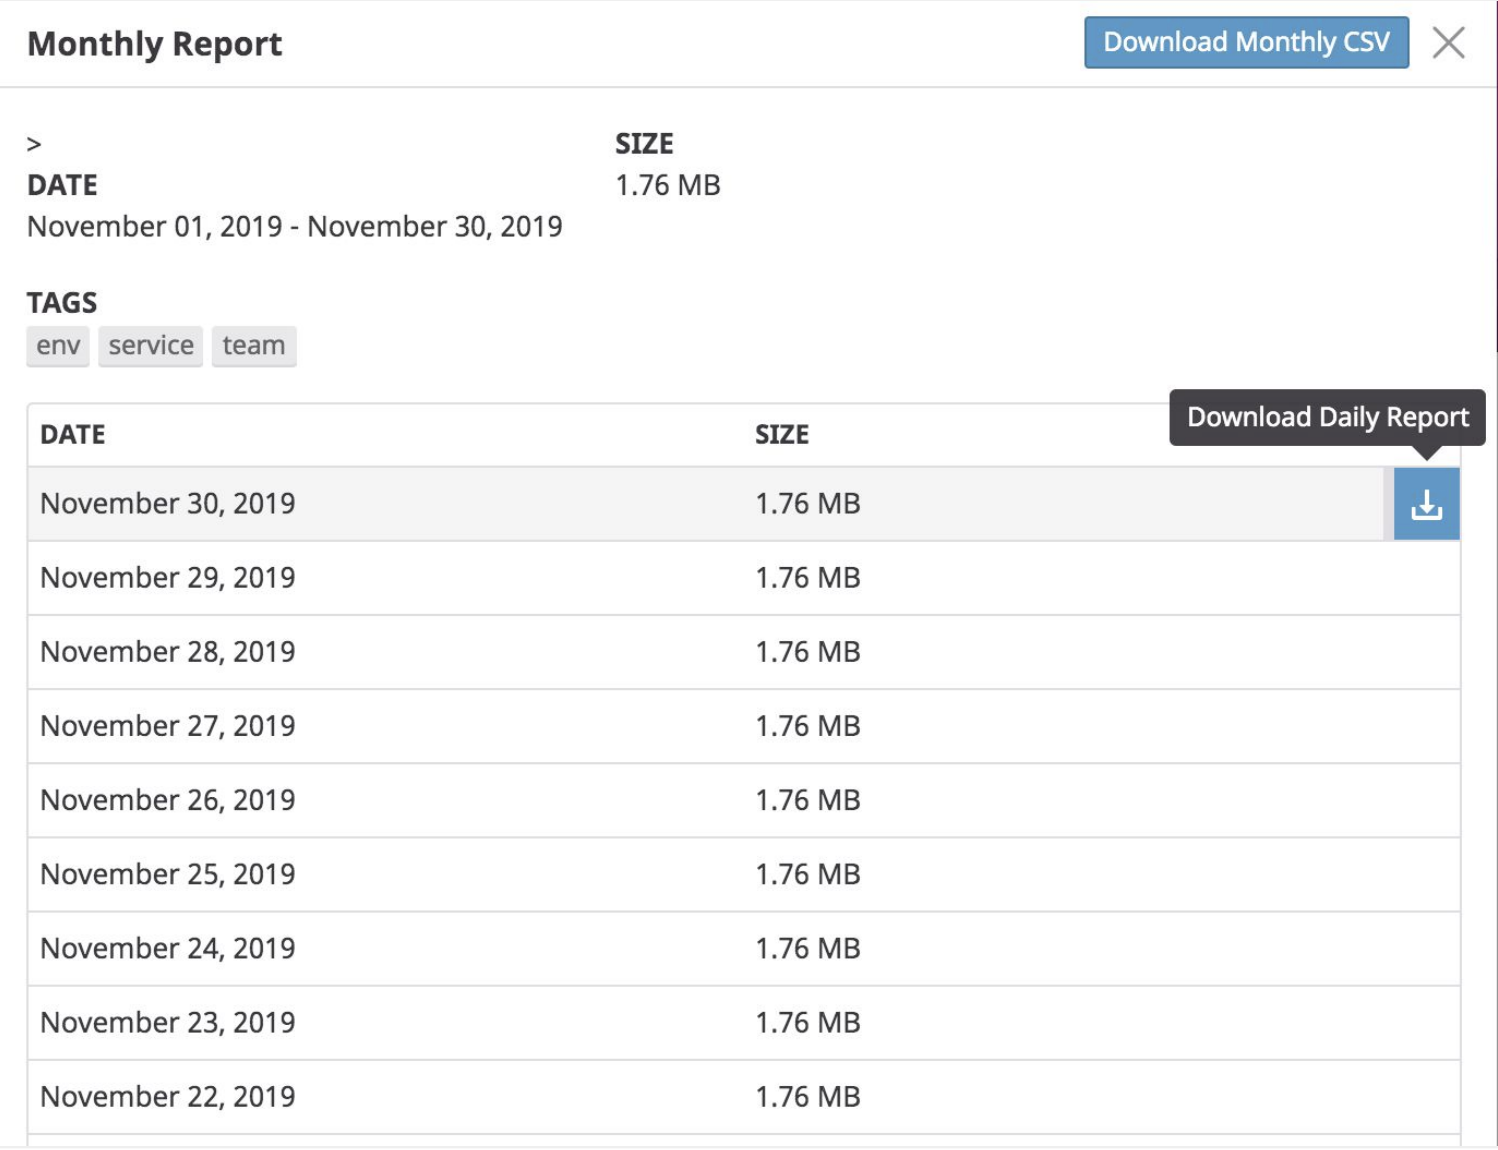 Monthly Report
Download Monthly CSV
>
DATE
November 01, 2019 - November 30, 2019
SIZE
1.76 MB
TAGS
env service team
Download Daily Report
DATE SIZE
November 30, 2019 1.76 MB
November 29, 2019 1.76 MB
November 28, 2019 1.76 MB
November 27, 2019 1.76 MB
November 26, 2019 1.76 MB
November 25, 2019 1.76 MB
November 24, 2019 1.76 MB
November 23, 2019 1.76 MB
November 22, 2019 1.76 MB